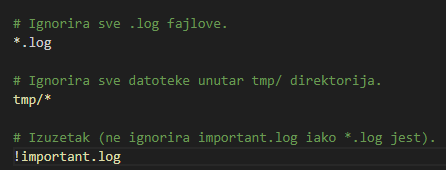 # Ignorira sve .log fajlove.
*.log
# Ignorira sve datoteke unutar tmp/ direktorija.
tmp/*
# Izuzetak (ne ignorira important.log iako *.log jest).
!important.log